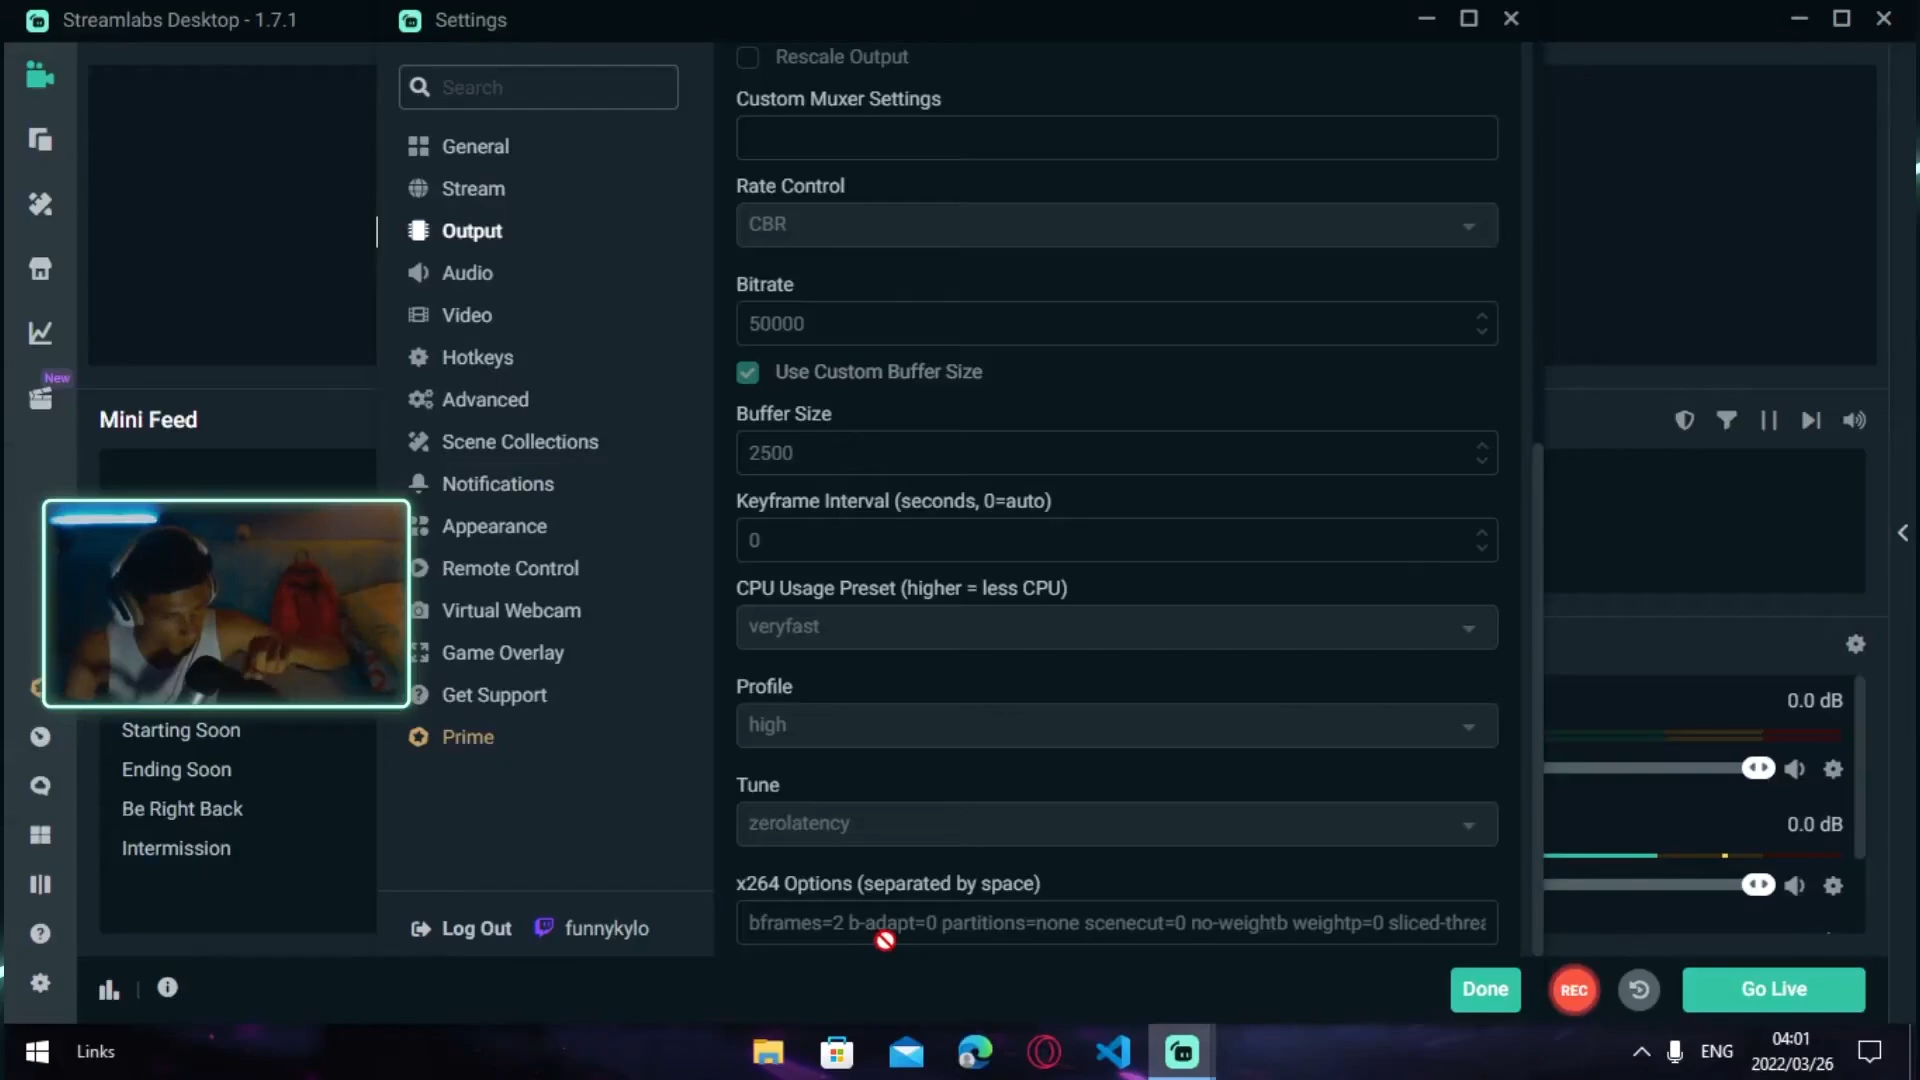 Streamlabs Desktop - 1.7.1
Settings
Search
General
Stream
Output
Audio
Video
Hotkeys
Advanced
Scene Collections
Notifications
Appearance
Remote Control
Virtual Webcam
Game Overlay
Get Support
Prime
Log Out
funnykylo
Rescale Output
Custom Muxer Settings
Rate Control
CBR
Bitrate
50000
Use Custom Buffer Size
Buffer Size
2500
Keyframe Interval (seconds, 0=auto)
0
CPU Usage Preset (higher = less CPU)
veryfast
Profile
high
Tune
zerolatency
x264 Options (separated by space)
bframes=2 b-adapt=0 partitions=none scenecut=0 no-weightb weightp=0 sliced-threa
Done
New
Mini Feed
Starting Soon
Ending Soon
Be Right Back
Intermission
0.0 dB
0.0 dB
REC
Go Live
Links
ENG
04:01
2022/03/26